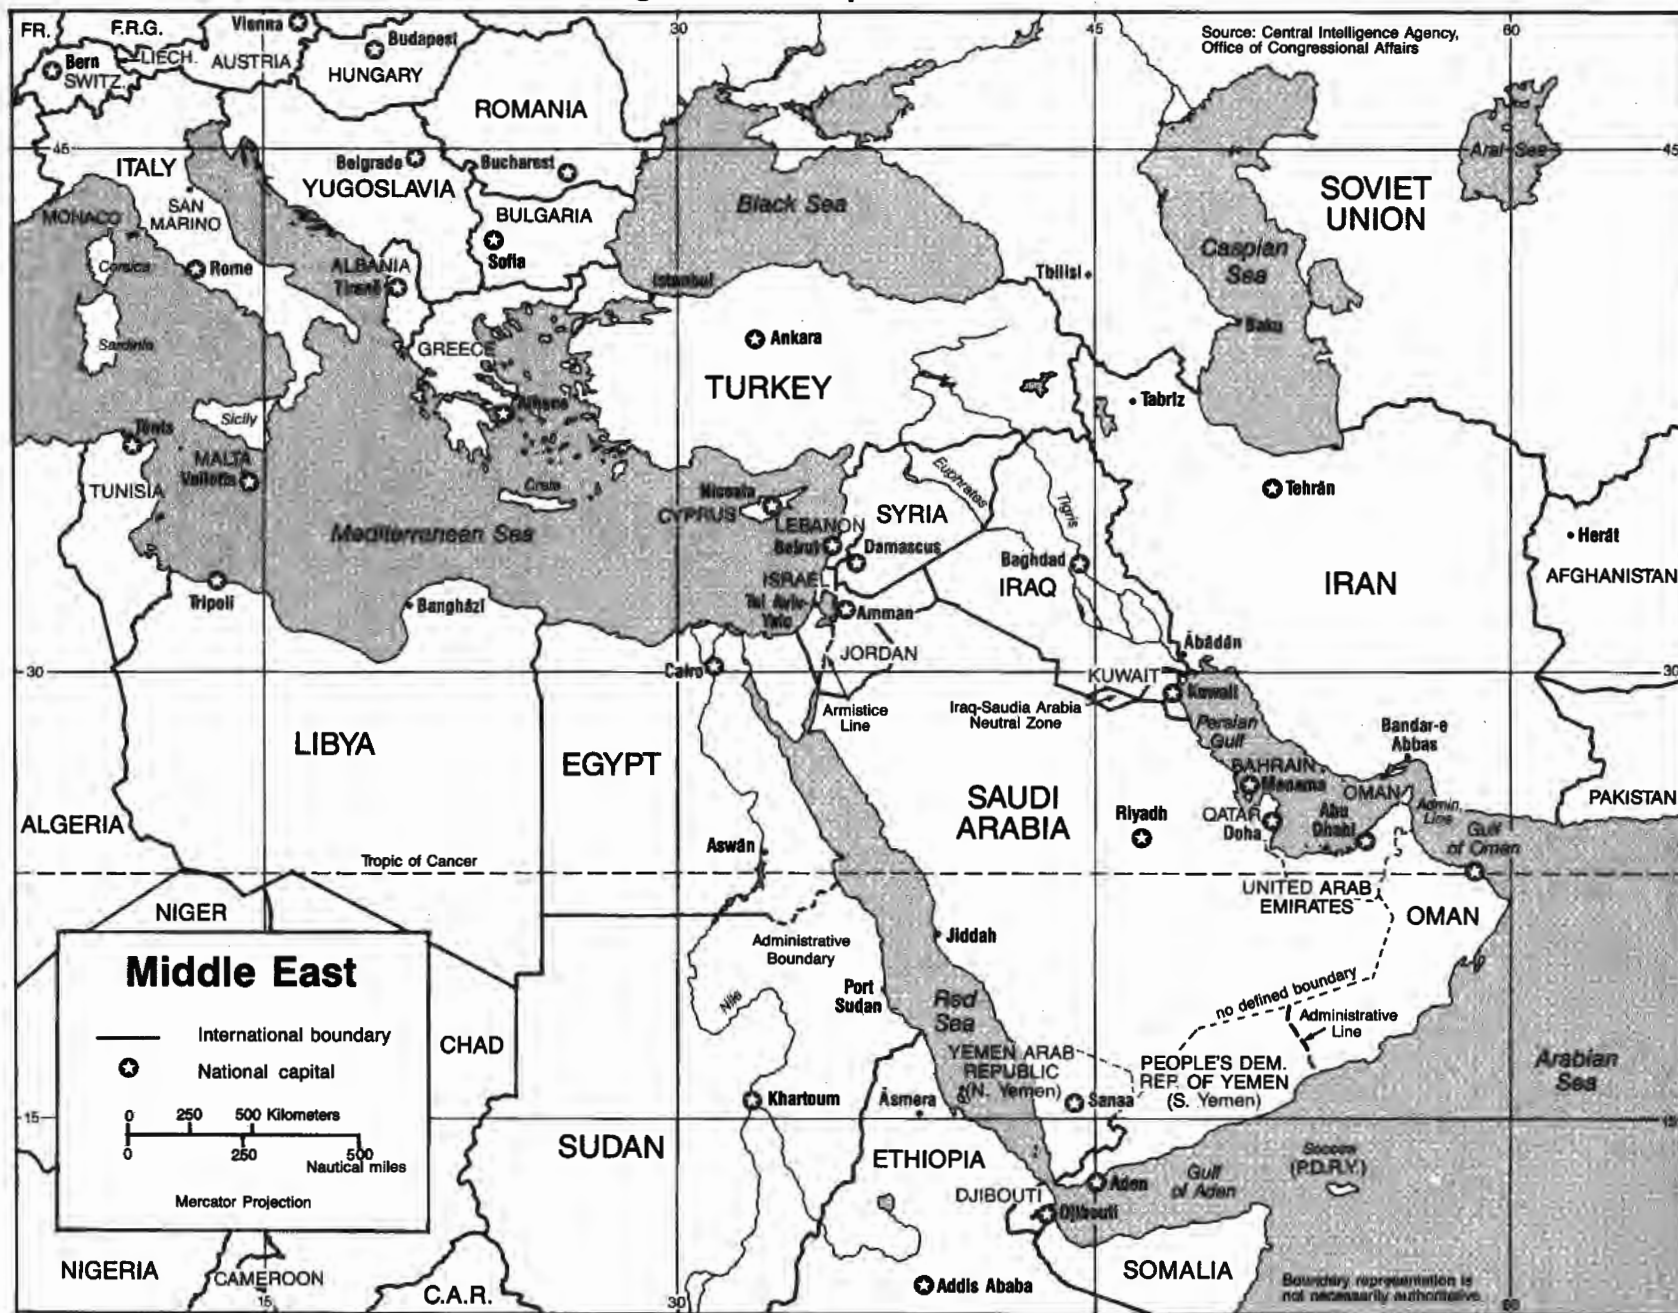 FR.
F.R.G.
Vienna
Budapest
30
45
Source: Central Intelligence Agency,
Office of Congressional Affairs
60
Bern
SWITZ.
LIECH.
AUSTRIA
HUNGARY
ROMANIA
45
ITALY
Belgrade
YUGOSLAVIA
Bucharest
Aral Sea
45
MONACO
SAN
MARINO
BULGARIA
Sofia
Black Sea
SOVIET
UNION
Corsica
Rome
ALBANIA
Tiranë
Istanbul
Tbilisi
Caspian
Sea
Baku
Sardinia
GREECE
Ankara
TURKEY
Tabriz
Athens
Sicily
Tunis
MALTA
Valletta
TUNISIA
Crete
Nicosia
CYPRUS
Euphrates
Tigris
Tehrān
SYRIA
Mediterranean Sea
LEBANON
Beirut
Damascus
Baghdad
IRAQ
IRAN
Herāt
AFGHANISTAN
ISRAEL
Tel Aviv-
Yafo
Amman
Tripoli
Banghāzī
JORDAN
Ābādān
Cairo
30
KUWAIT
Kuwait
30
Armistice
Line
Iraq-Saudia Arabia
Neutral Zone
Persian
Gulf
Bandar-e
Abbas
LIBYA
EGYPT
SAUDI
ARABIA
BAHRAIN
Manama
OMAN
PAKISTAN
ALGERIA
Riyadh
QATAR
Doha
Abu
Dhabi
Admin.
Line
Gulf
of Oman
Aswān
Tropic of Cancer
UNITED ARAB
EMIRATES
OMAN
NIGER
Administrative
Boundary
Jiddah
Middle East
Port
Sudan
Nile
Red
Sea
no defined boundary
Administrative
Line
International boundary
CHAD
National capital
YEMEN ARAB
REPUBLIC
(N. Yemen)
Sanaa
PEOPLE'S DEM.
REP. OF YEMEN
(S. Yemen)
Arabian
Sea
0 250 500 Kilometers
0 250 500
Nautical miles
Mercator Projection
15
Khartoum
Āsmera
15
SUDAN
ETHIOPIA
Socotra
(P.D.R.Y.)
DJIBOUTI
Djibouti
Aden
Gulf
of Aden
NIGERIA
CAMEROON
C.A.R.
Addis Ababa
SOMALIA
Boundary representation is
not necessarily authoritative
15
30
60